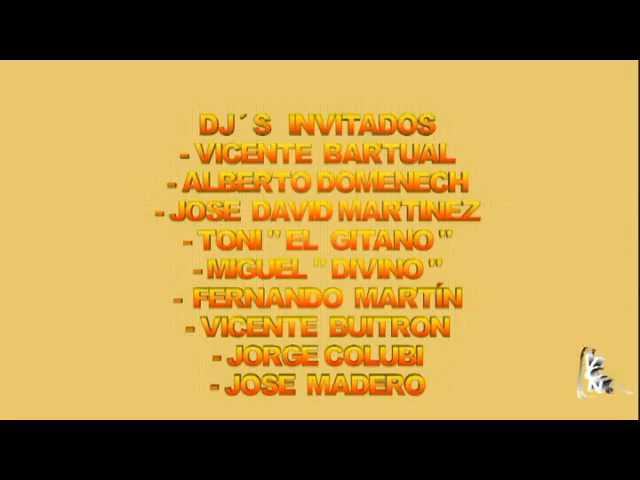 DJ´S INVITADOS
- VICENTE BARTUAL
- ALBERTO DOMENECH
- JOSE DAVID MARTINEZ
- TONI "EL GITANO"
- MIGUEL "DIVINO"
- FERNANDO MARTÍN
- VICENTE BUITRON
- JORGE COLUBI
- JOSE MADERO